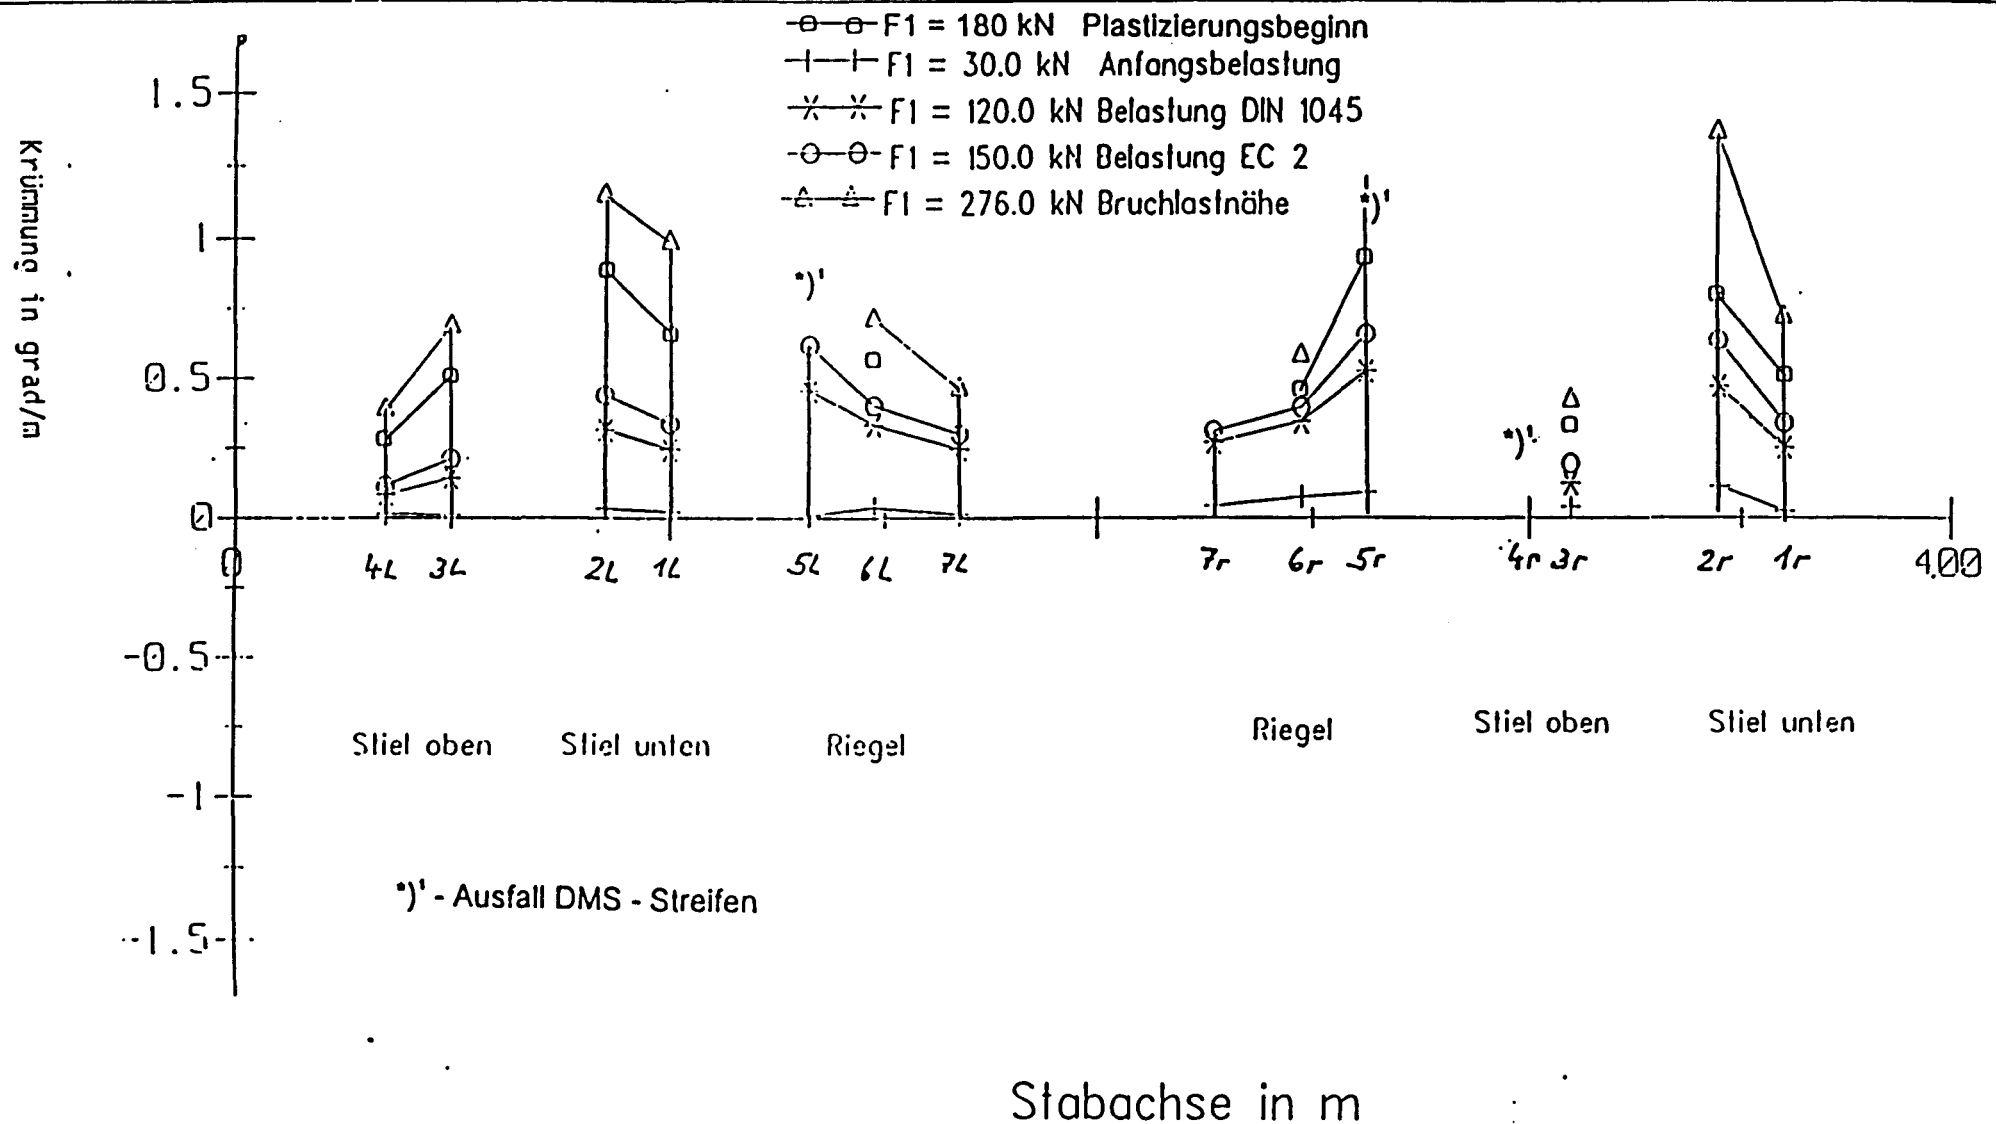 F1 = 180 kN Plastizierungsbeginn
F1 = 30.0 kN Anfangsbelastung
F1 = 120.0 kN Belastung DIN 1045
F1 = 150.0 kN Belastung EC 2
F1 = 276.0 kN Bruchlastnähe
Krümmung in grad/m
1.5
1
0.5
0
-0.5
-1
-1.5
*)'
*)'
*)'
0 4L 3L 2L 1L 5L 6L 7L 7r 6r 5r 4r 3r 2r 1r 4.00
Stiel oben Stiel unten Riegel Riegel Stiel oben Stiel unten
*)' - Ausfall DMS - Streifen
Stabachse in m